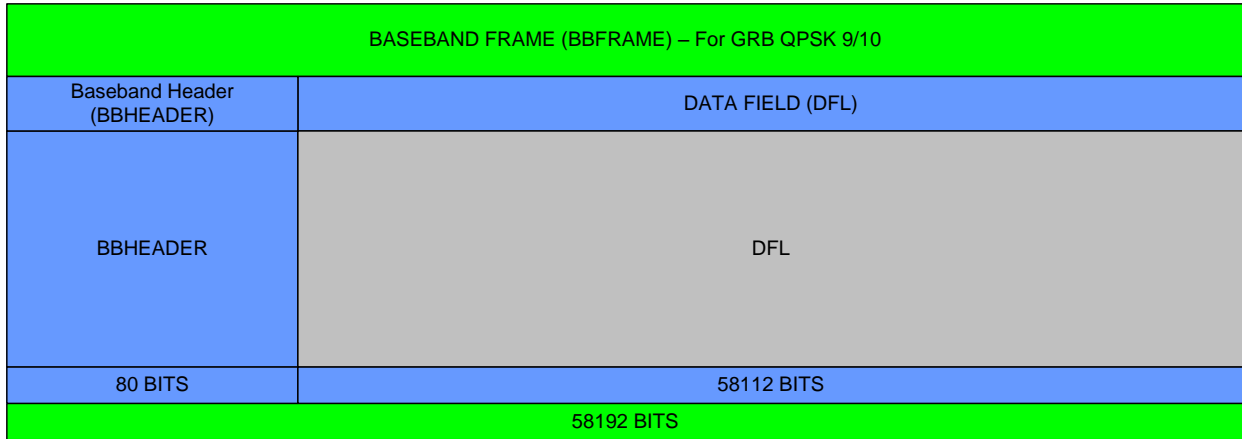 BASEBAND FRAME (BBFRAME) – For GRB QPSK 9/10
Baseband Header
(BBHEADER)
DATA FIELD (DFL)
BBHEADER
DFL
80 BITS
58112 BITS
58192 BITS